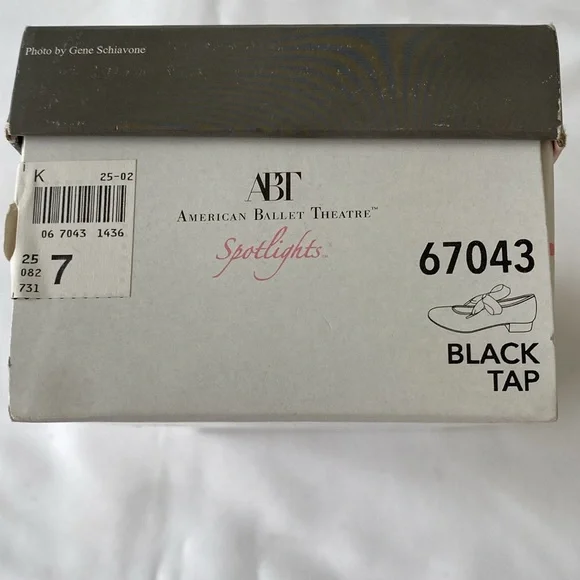 Photo by Gene Schiavone
K 25-02
06 7043 1436
25
082
731
7
ABT
AMERICAN BALLET THEATRE™
Spotlights™
67043
BLACK
TAP